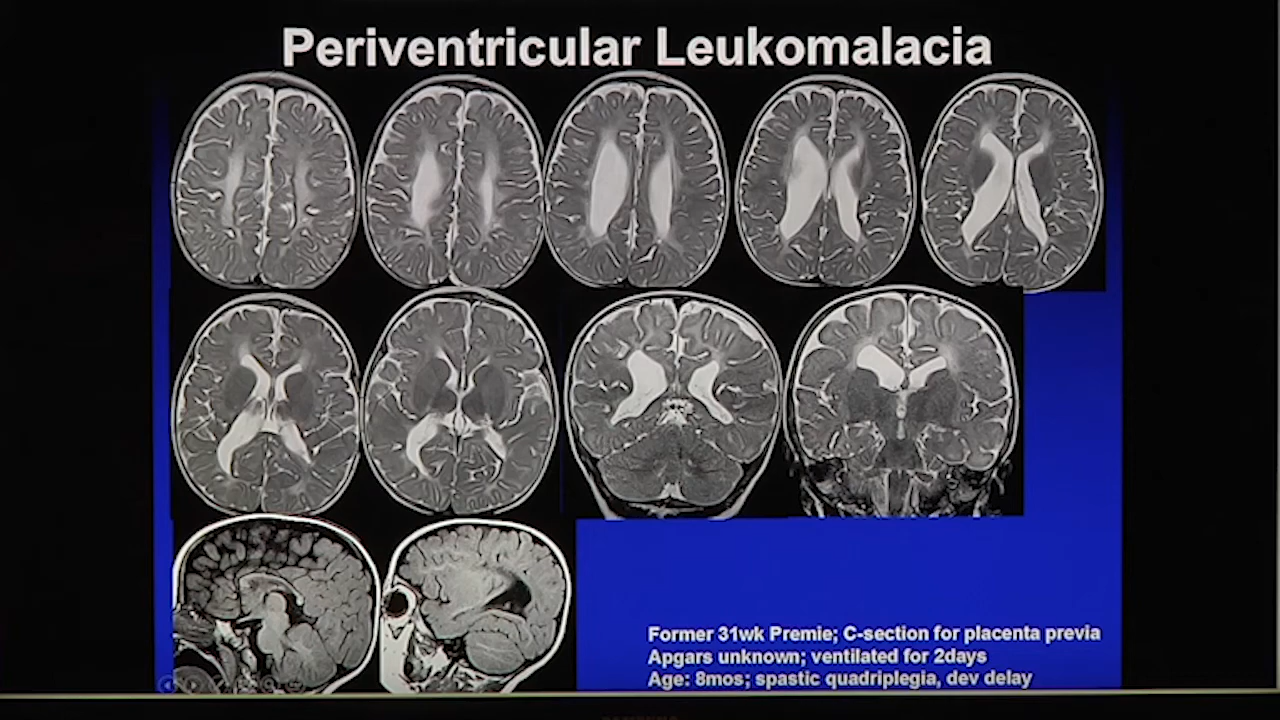 Periventricular Leukomalacia
Former 31wk Premie; C-section for placenta previa
Apgars unknown; ventilated for 2days
Age: 8mos; spastic quadriplegia, dev delay